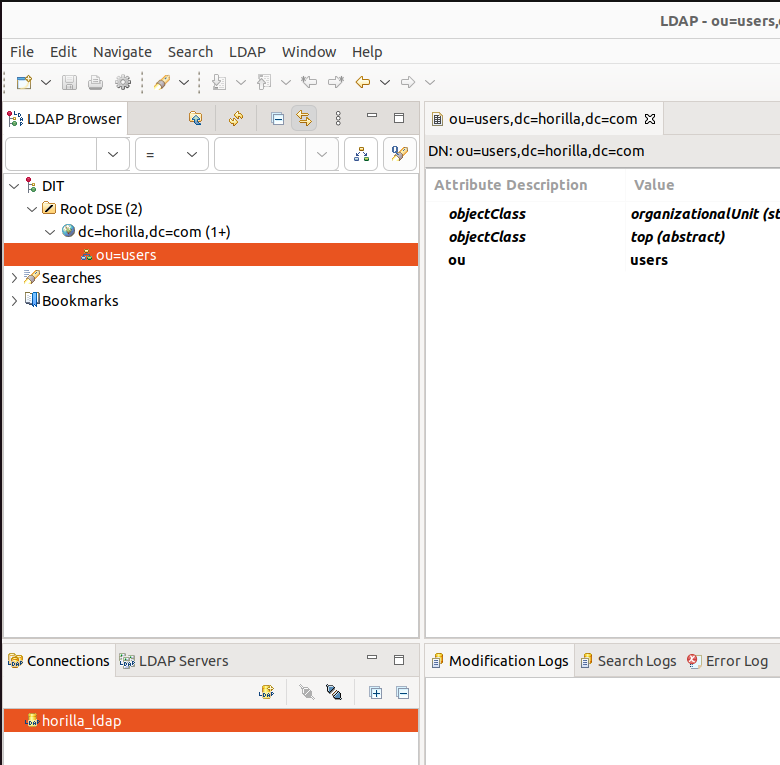 LDAP - ou=users,
File Edit Navigate Search LDAP Window Help
LDAP Browser
=
DIT
Root DSE (2)
dc=horilla,dc=com (1+)
ou=users
Searches
Bookmarks
ou=users,dc=horilla,dc=com
DN: ou=users,dc=horilla,dc=com
Attribute Description Value
objectClass organizationalUnit (st
objectClass top (abstract)
ou users
Connections LDAP Servers
LDAP
horilla_ldap
Modification Logs Search Logs Error Log